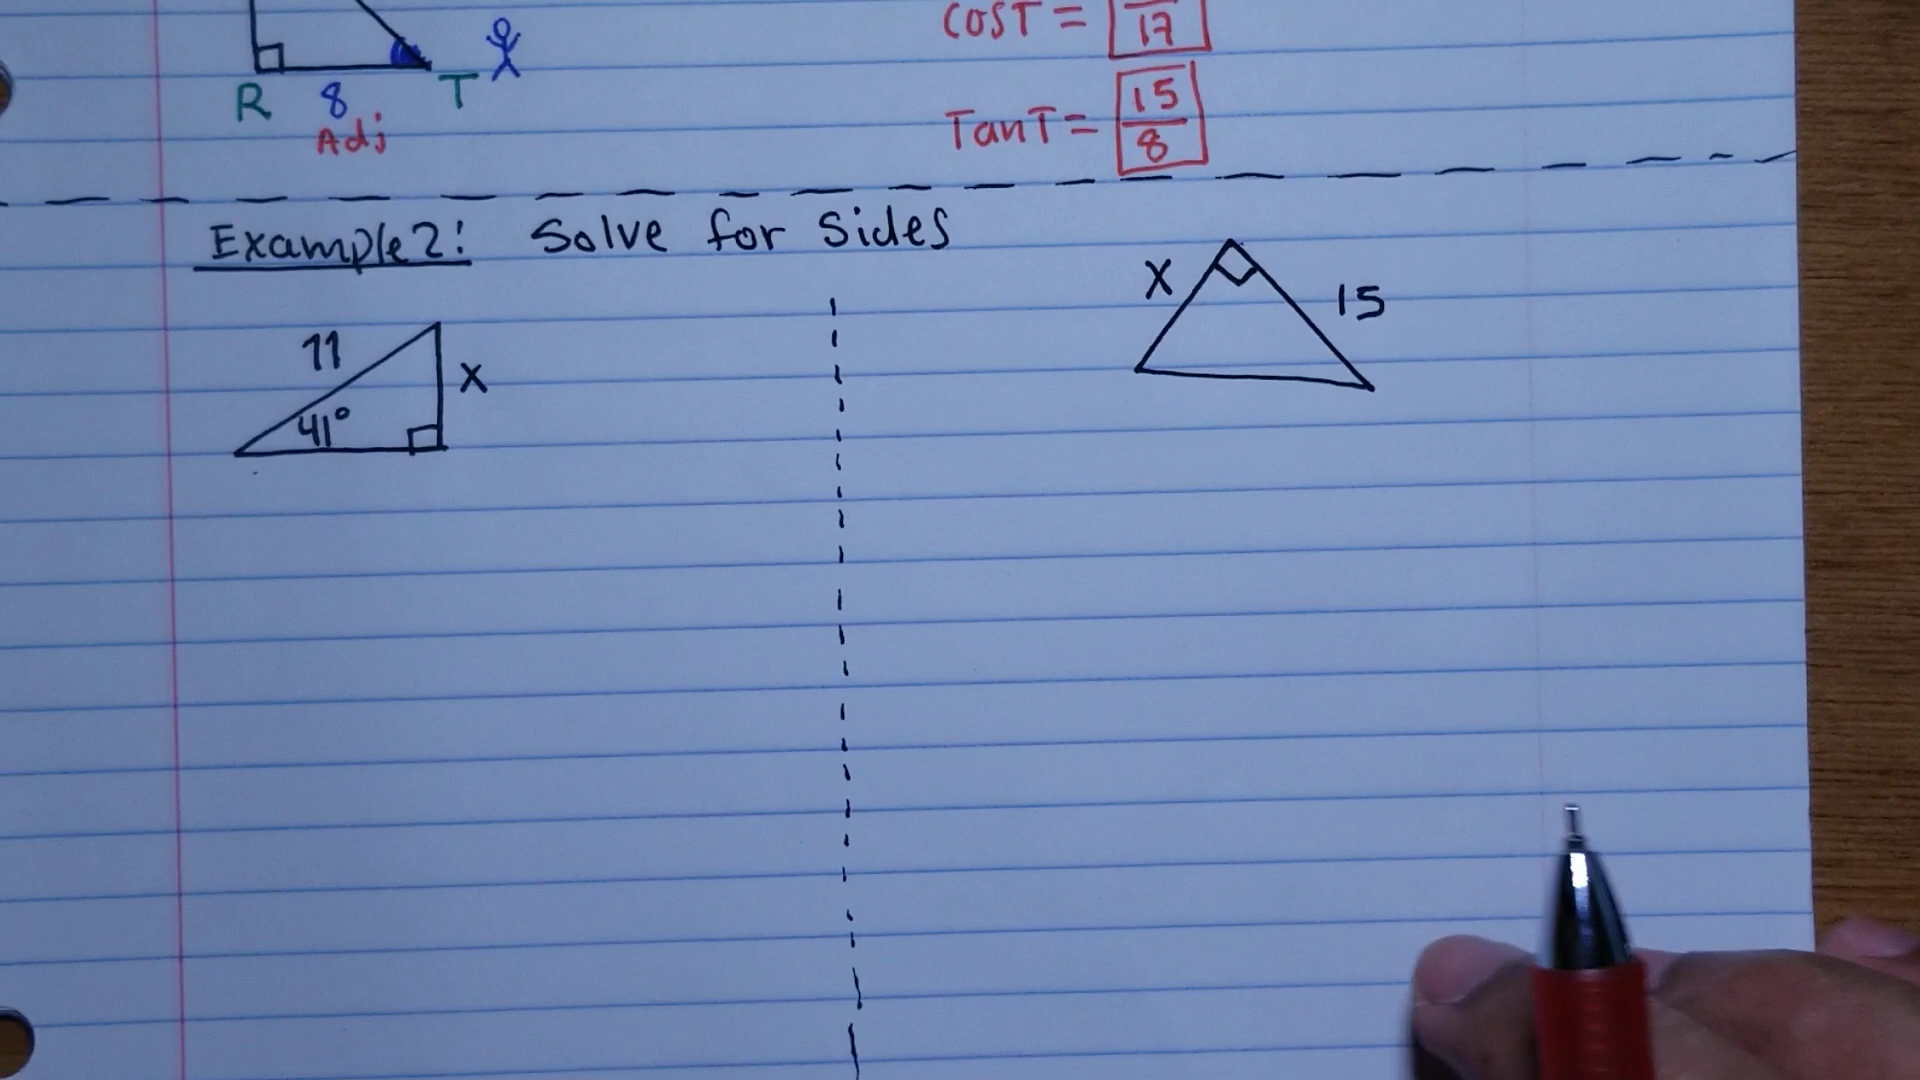 COST = 17
R 8 T
Adj
TanT = 15/8
Example 2: Solve for Sides
11
x
41°
x
15